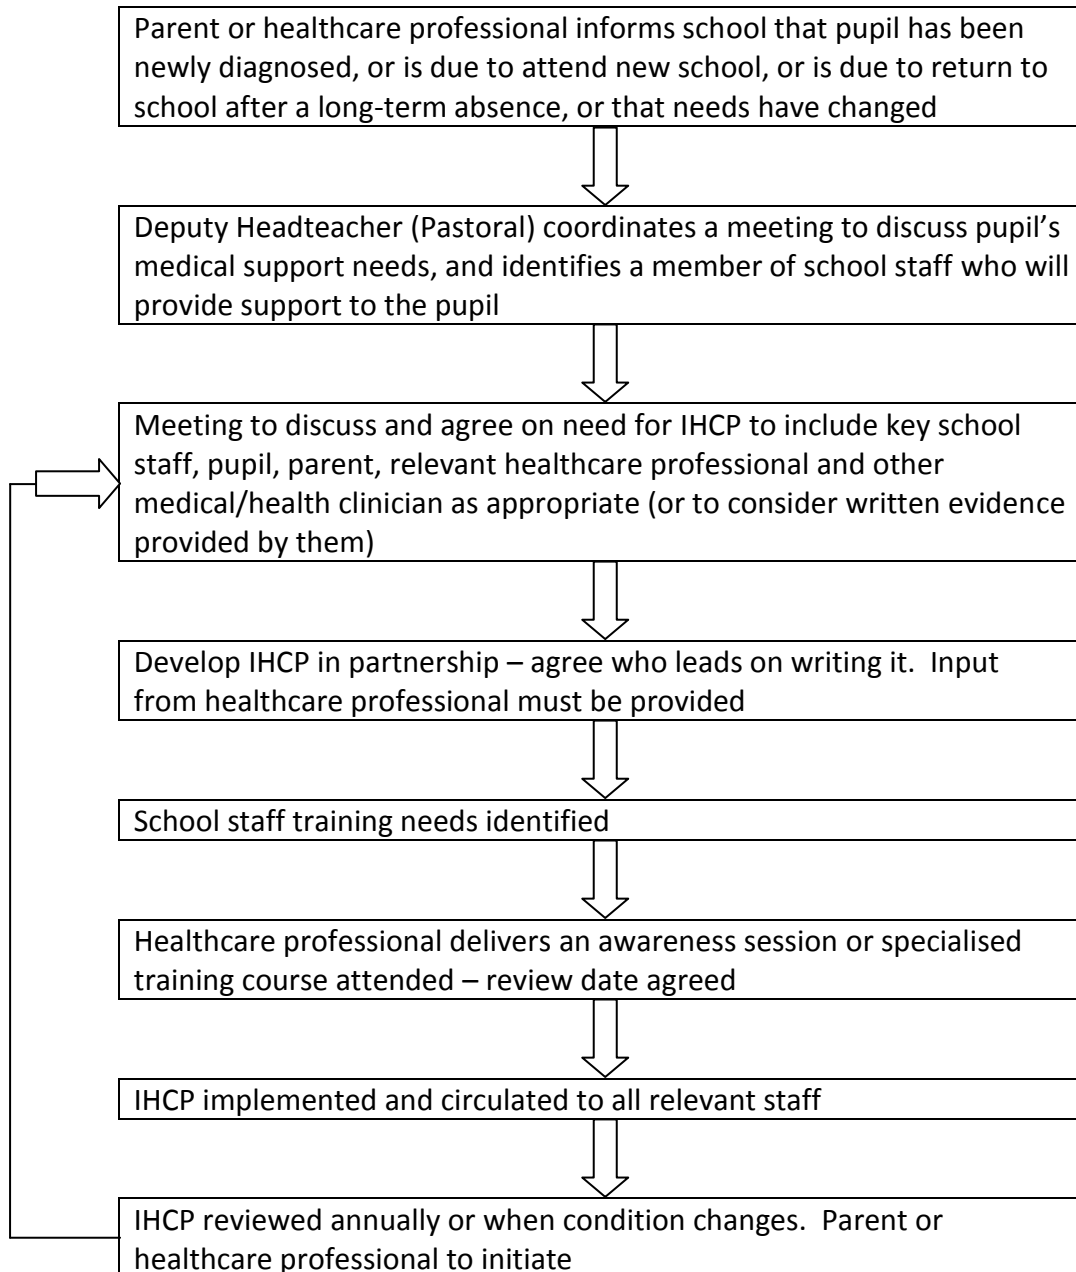 Parent or healthcare professional informs school that pupil has been
newly diagnosed, or is due to attend new school, or is due to return to
school after a long-term absence, or that needs have changed
Deputy Headteacher (Pastoral) coordinates a meeting to discuss pupil’s
medical support needs, and identifies a member of school staff who will
provide support to the pupil
Meeting to discuss and agree on need for IHCP to include key school
staff, pupil, parent, relevant healthcare professional and other
medical/health clinician as appropriate (or to consider written evidence
provided by them)
Develop IHCP in partnership – agree who leads on writing it.  Input
from healthcare professional must be provided
School staff training needs identified
Healthcare professional delivers an awareness session or specialised
training course attended – review date agreed
IHCP implemented and circulated to all relevant staff
IHCP reviewed annually or when condition changes.  Parent or
healthcare professional to initiate